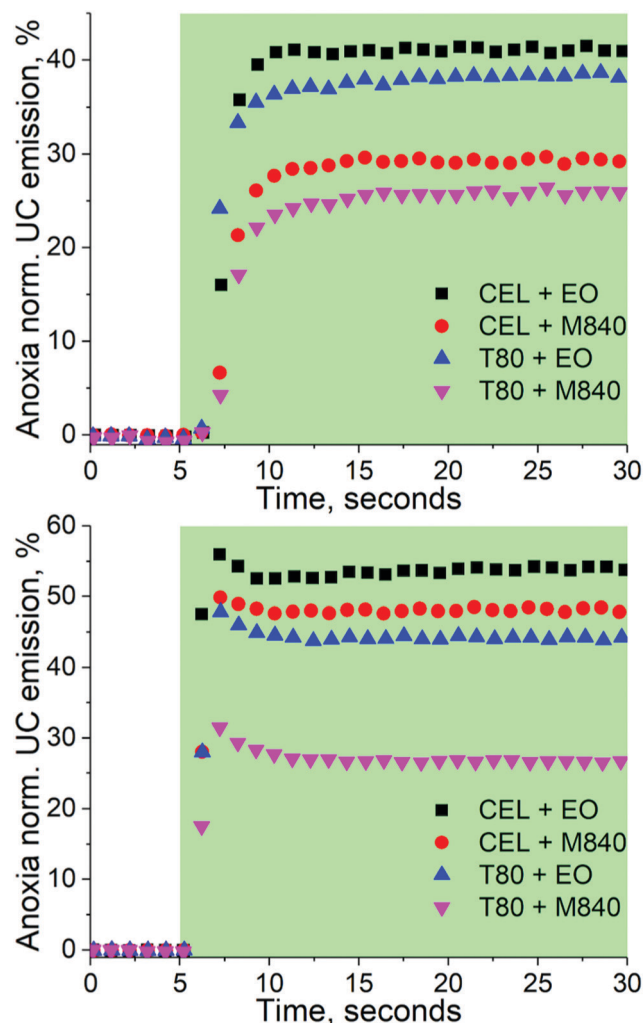 Anoxia norm. UC emission, %
40
30
20
10
0
CEL + EO
CEL + M840
T80 + EO
T80 + M840
0 5 10 15 20 25 30
Time, seconds
Anoxia norm. UC emission, %
60
50
40
30
20
10
0
CEL + EO
CEL + M840
T80 + EO
T80 + M840
0 5 10 15 20 25 30
Time, seconds